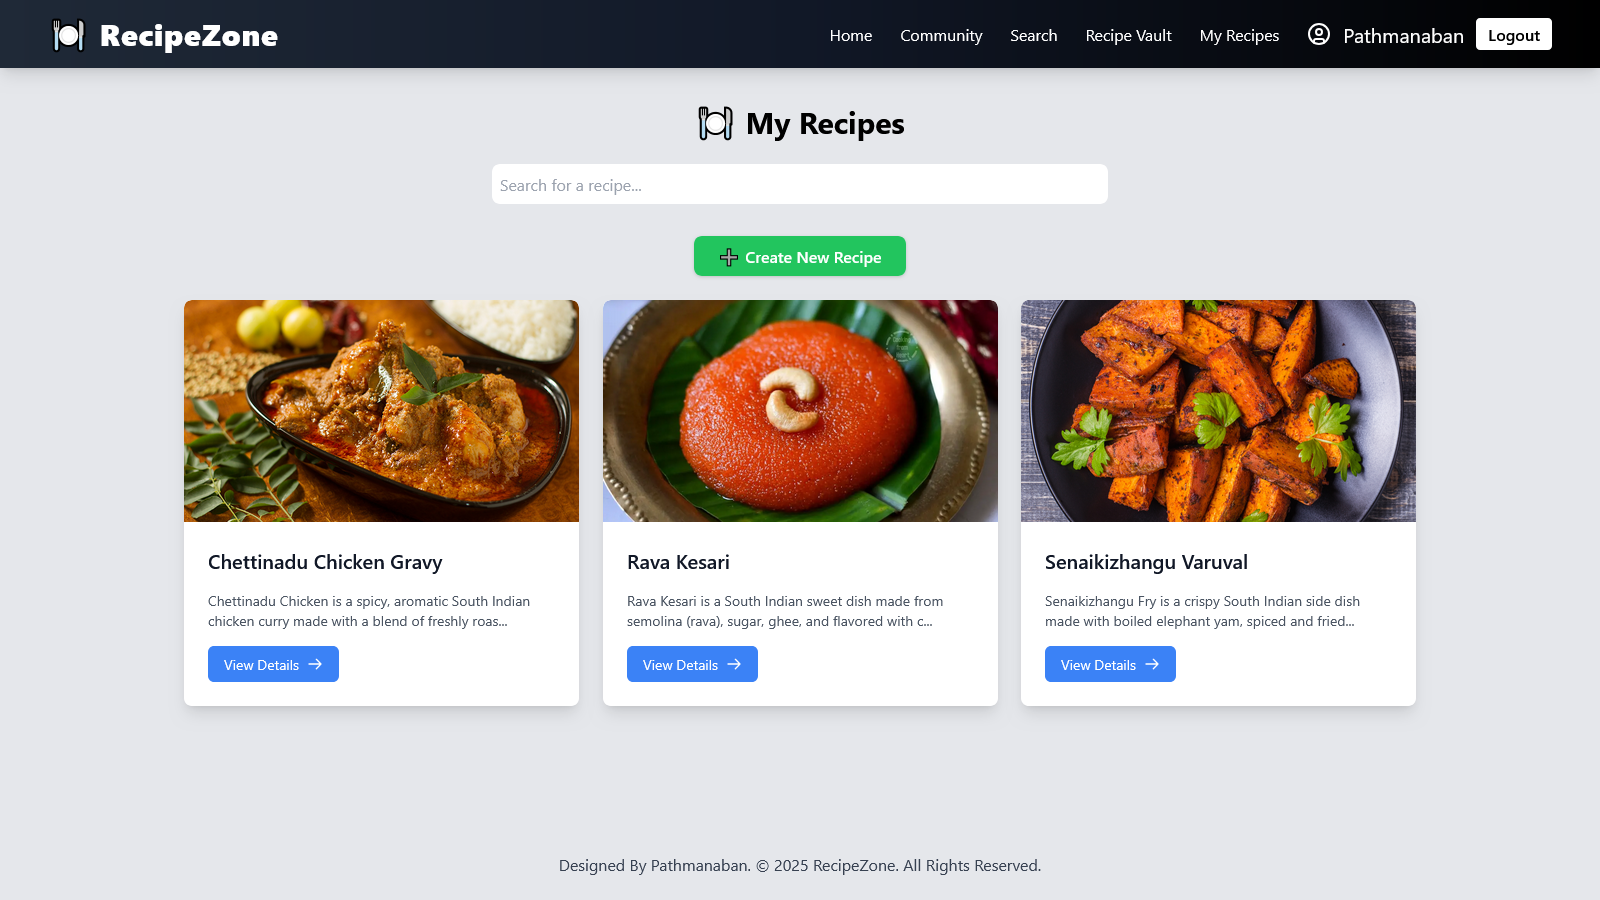 RecipeZone
Home
Community
Search
Recipe Vault
My Recipes
Pathmanaban
Logout
My Recipes
Search for a recipe...
Create New Recipe
Chettinadu Chicken Gravy
Chettinadu Chicken is a spicy, aromatic South Indian
chicken curry made with a blend of freshly roas...
View Details
Rava Kesari
Rava Kesari is a South Indian sweet dish made from
semolina (rava), sugar, ghee, and flavored with c...
View Details
Senaikizhangu Varuval
Senaikizhangu Fry is a crispy South Indian side dish
made with boiled elephant yam, spiced and fried...
View Details
Designed By Pathmanaban. © 2025 RecipeZone. All Rights Reserved.